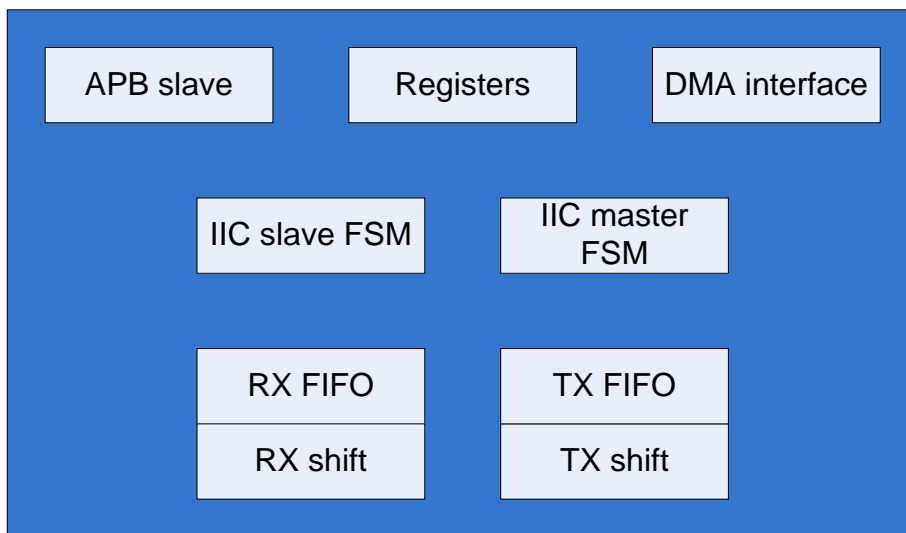 APB slave
Registers
DMA interface
IIC slave FSM
IIC master
FSM
RX FIFO
TX FIFO
RX shift
TX shift